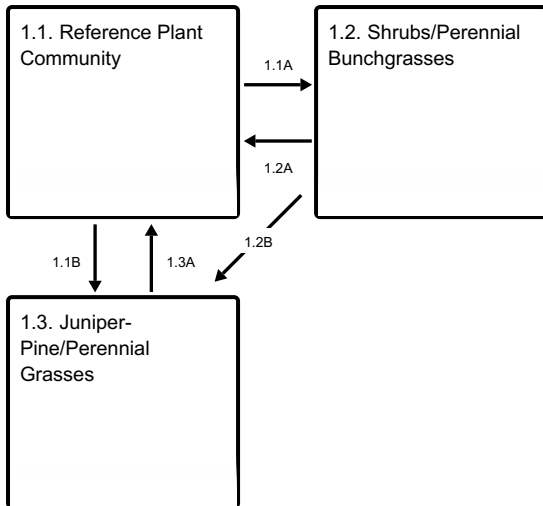 1.1. Reference Plant
Community
1.2. Shrubs/Perennial
Bunchgrasses
1.1A
1.2A
1.2B
1.1B
1.3A
1.3. Juniper-
Pine/Perennial
Grasses